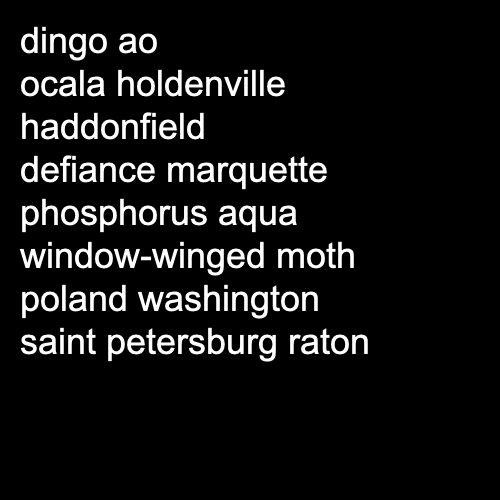 dingo ao
ocala holdenville
haddonfield
defiance marquette
phosphorus aqua
window-winged moth
poland washington
saint petersburg raton